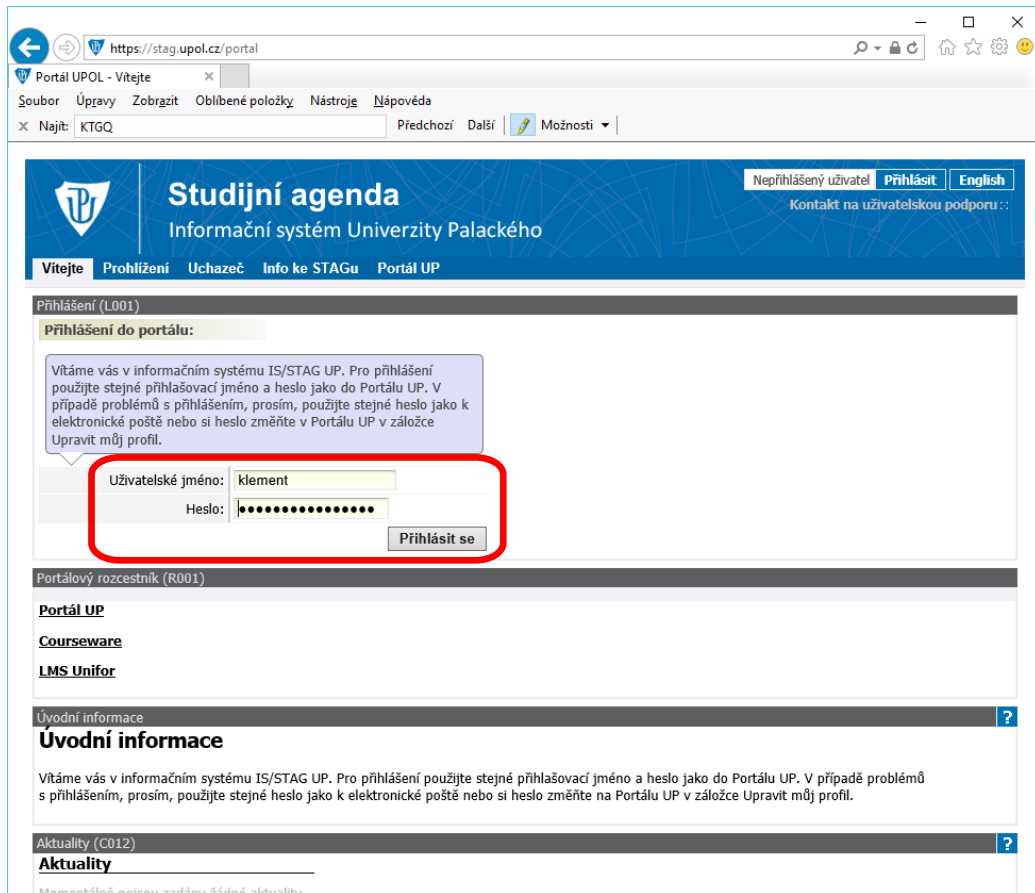 https://stag.upol.cz/portal
Portál UPOL - Vítejte
Soubor Úpravy Zobrazit Oblíbené položky Nástroje Nápověda
Najít: KTGQ Předchozí Další Možnosti
Studijní agenda
Informační systém Univerzity Palackého
Nepřihlášený uživatel Přihlásit English
Kontakt na uživatelskou podporu::
Vítejte Prohlížení Uchazeč Info ke STAGu Portál UP
Přihlášení (L001)
Přihlášení do portálu:
Vítáme vás v informačním systému IS/STAG UP. Pro přihlášení
použijte stejné přihlašovací jméno a heslo jako do Portálu UP. V
případě problémů s přihlášením, prosím, použijte stejné heslo jako k
elektronické poště nebo si heslo změňte v Portálu UP v záložce
Upravit můj profil.
Uživatelské jméno: klement
Heslo: ●●●●●●●●●●●●●●●●
Přihlásit se
Portálový rozcestník (R001)
Portál UP
Courseware
LMS Unifor
Úvodní informace ?
Úvodní informace
Vítáme vás v informačním systému IS/STAG UP. Pro přihlášení použijte stejné přihlašovací jméno a heslo jako do Portálu UP. V případě problémů
s přihlášením, prosím, použijte stejné heslo jako k elektronické poště nebo si heslo změňte na Portálu UP v záložce Upravit můj profil.
Aktuality (C012) ?
Aktuality
Momentálně nejsou zadány žádné aktuality